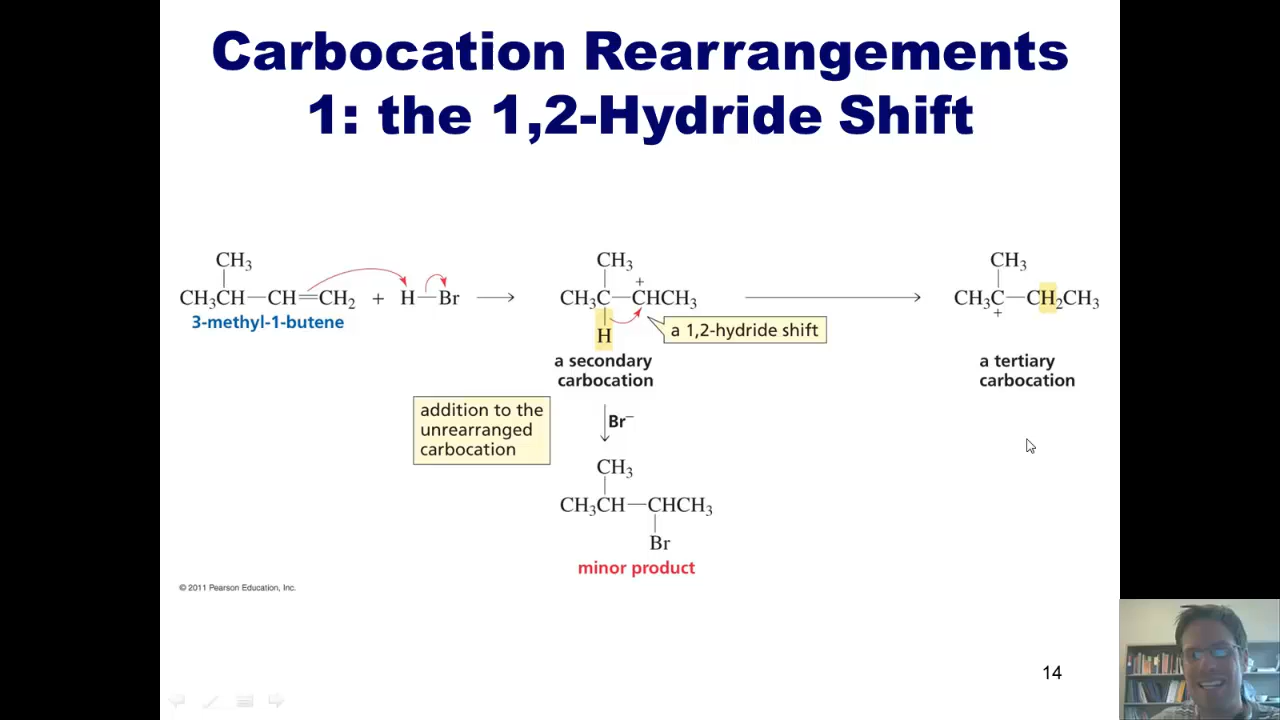 Carbocation Rearrangements
1: the 1,2-Hydride Shift
CH₃
CH₃CH—CH=CH₂ + H—Br
3-methyl-1-butene
CH₃
+
CH₃C—CHCH₃
H
a 1,2-hydride shift
a secondary
carbocation
CH₃
CH₃C—CH₂CH₃
+
a tertiary
carbocation
addition to the
unrearranged
carbocation
Br⁻
CH₃
CH₃CH—CHCH₃
Br
minor product
© 2011 Pearson Education, Inc.
14